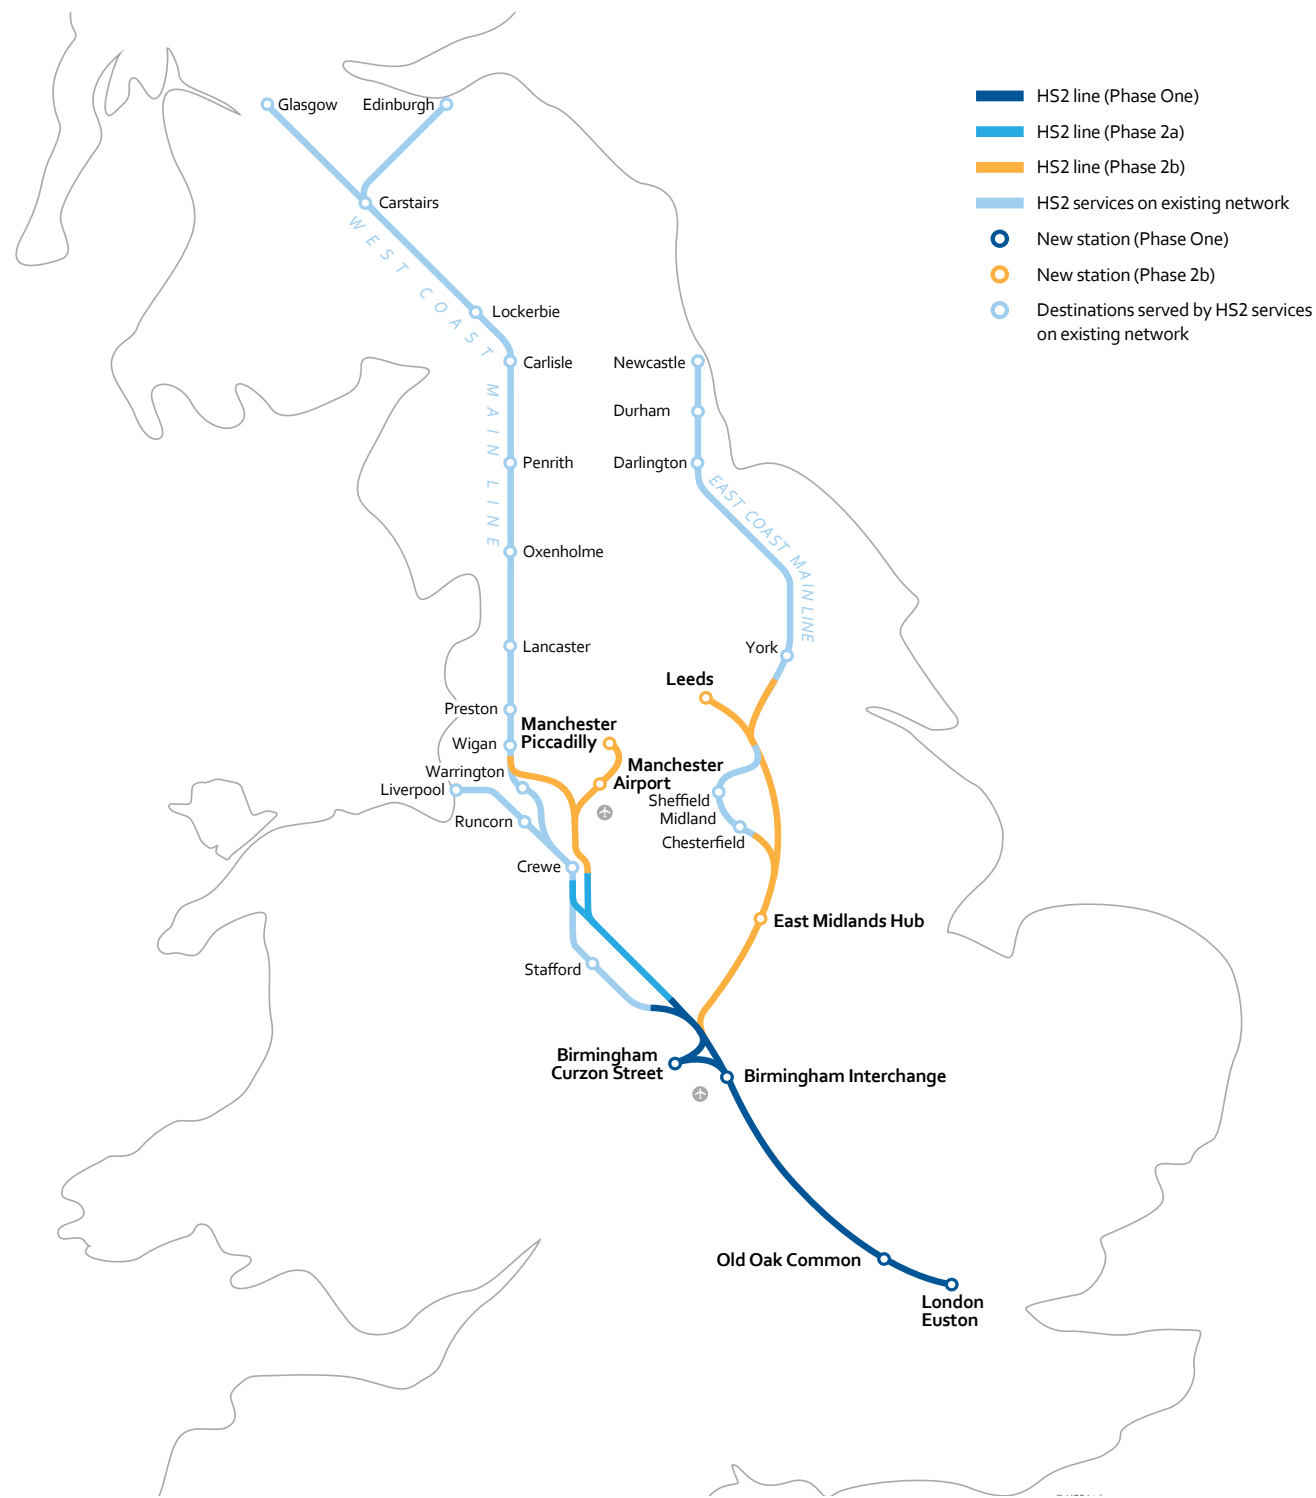 HS2 line (Phase One)
HS2 line (Phase 2a)
HS2 line (Phase 2b)
HS2 services on existing network
New station (Phase One)
New station (Phase 2b)
Destinations served by HS2 services
on existing network
Glasgow
Edinburgh
Carstairs
WEST COAST MAIN LINE
Lockerbie
Carlisle
Newcastle
Durham
Penrith
Darlington
EAST COAST MAIN LINE
Oxenholme
Lancaster
York
Leeds
Preston
Manchester
Piccadilly
Wigan
Manchester
Airport
Warrington
Liverpool
Sheffield
Midland
Runcorn
Chesterfield
Crewe
East Midlands Hub
Stafford
Birmingham
Curzon Street
Birmingham Interchange
Old Oak Common
London
Euston